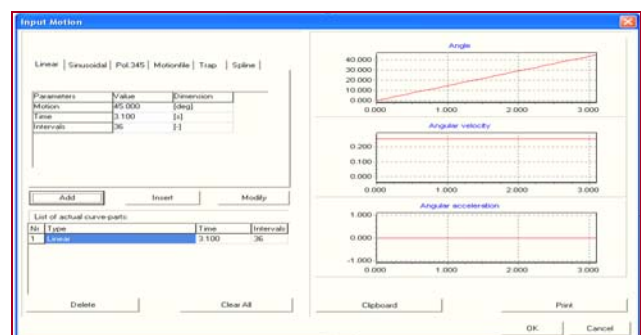 Input Motion
Linear | Sinusoidal | Pol.345 | Motionfile | Trap | Spline |
Parameters Value Dimension
Motion 45.000 [deg]
Time 3.100 [s]
Intervals 36 [-]
Add Insert Modify
List of actual curve-parts:
Nr Type Time Intervals
1 Linear 3.100 36
Delete Clear All
Angle
40.000
30.000
20.000
10.000
0.000
0.000 1.000 2.000 3.000
Angular velocity
0.200
0.100
0.000
0.000 1.000 2.000 3.000
Angular acceleration
1.000
0.000
-1.000
0.000 1.000 2.000 3.000
Clipboard Print
OK Cancel